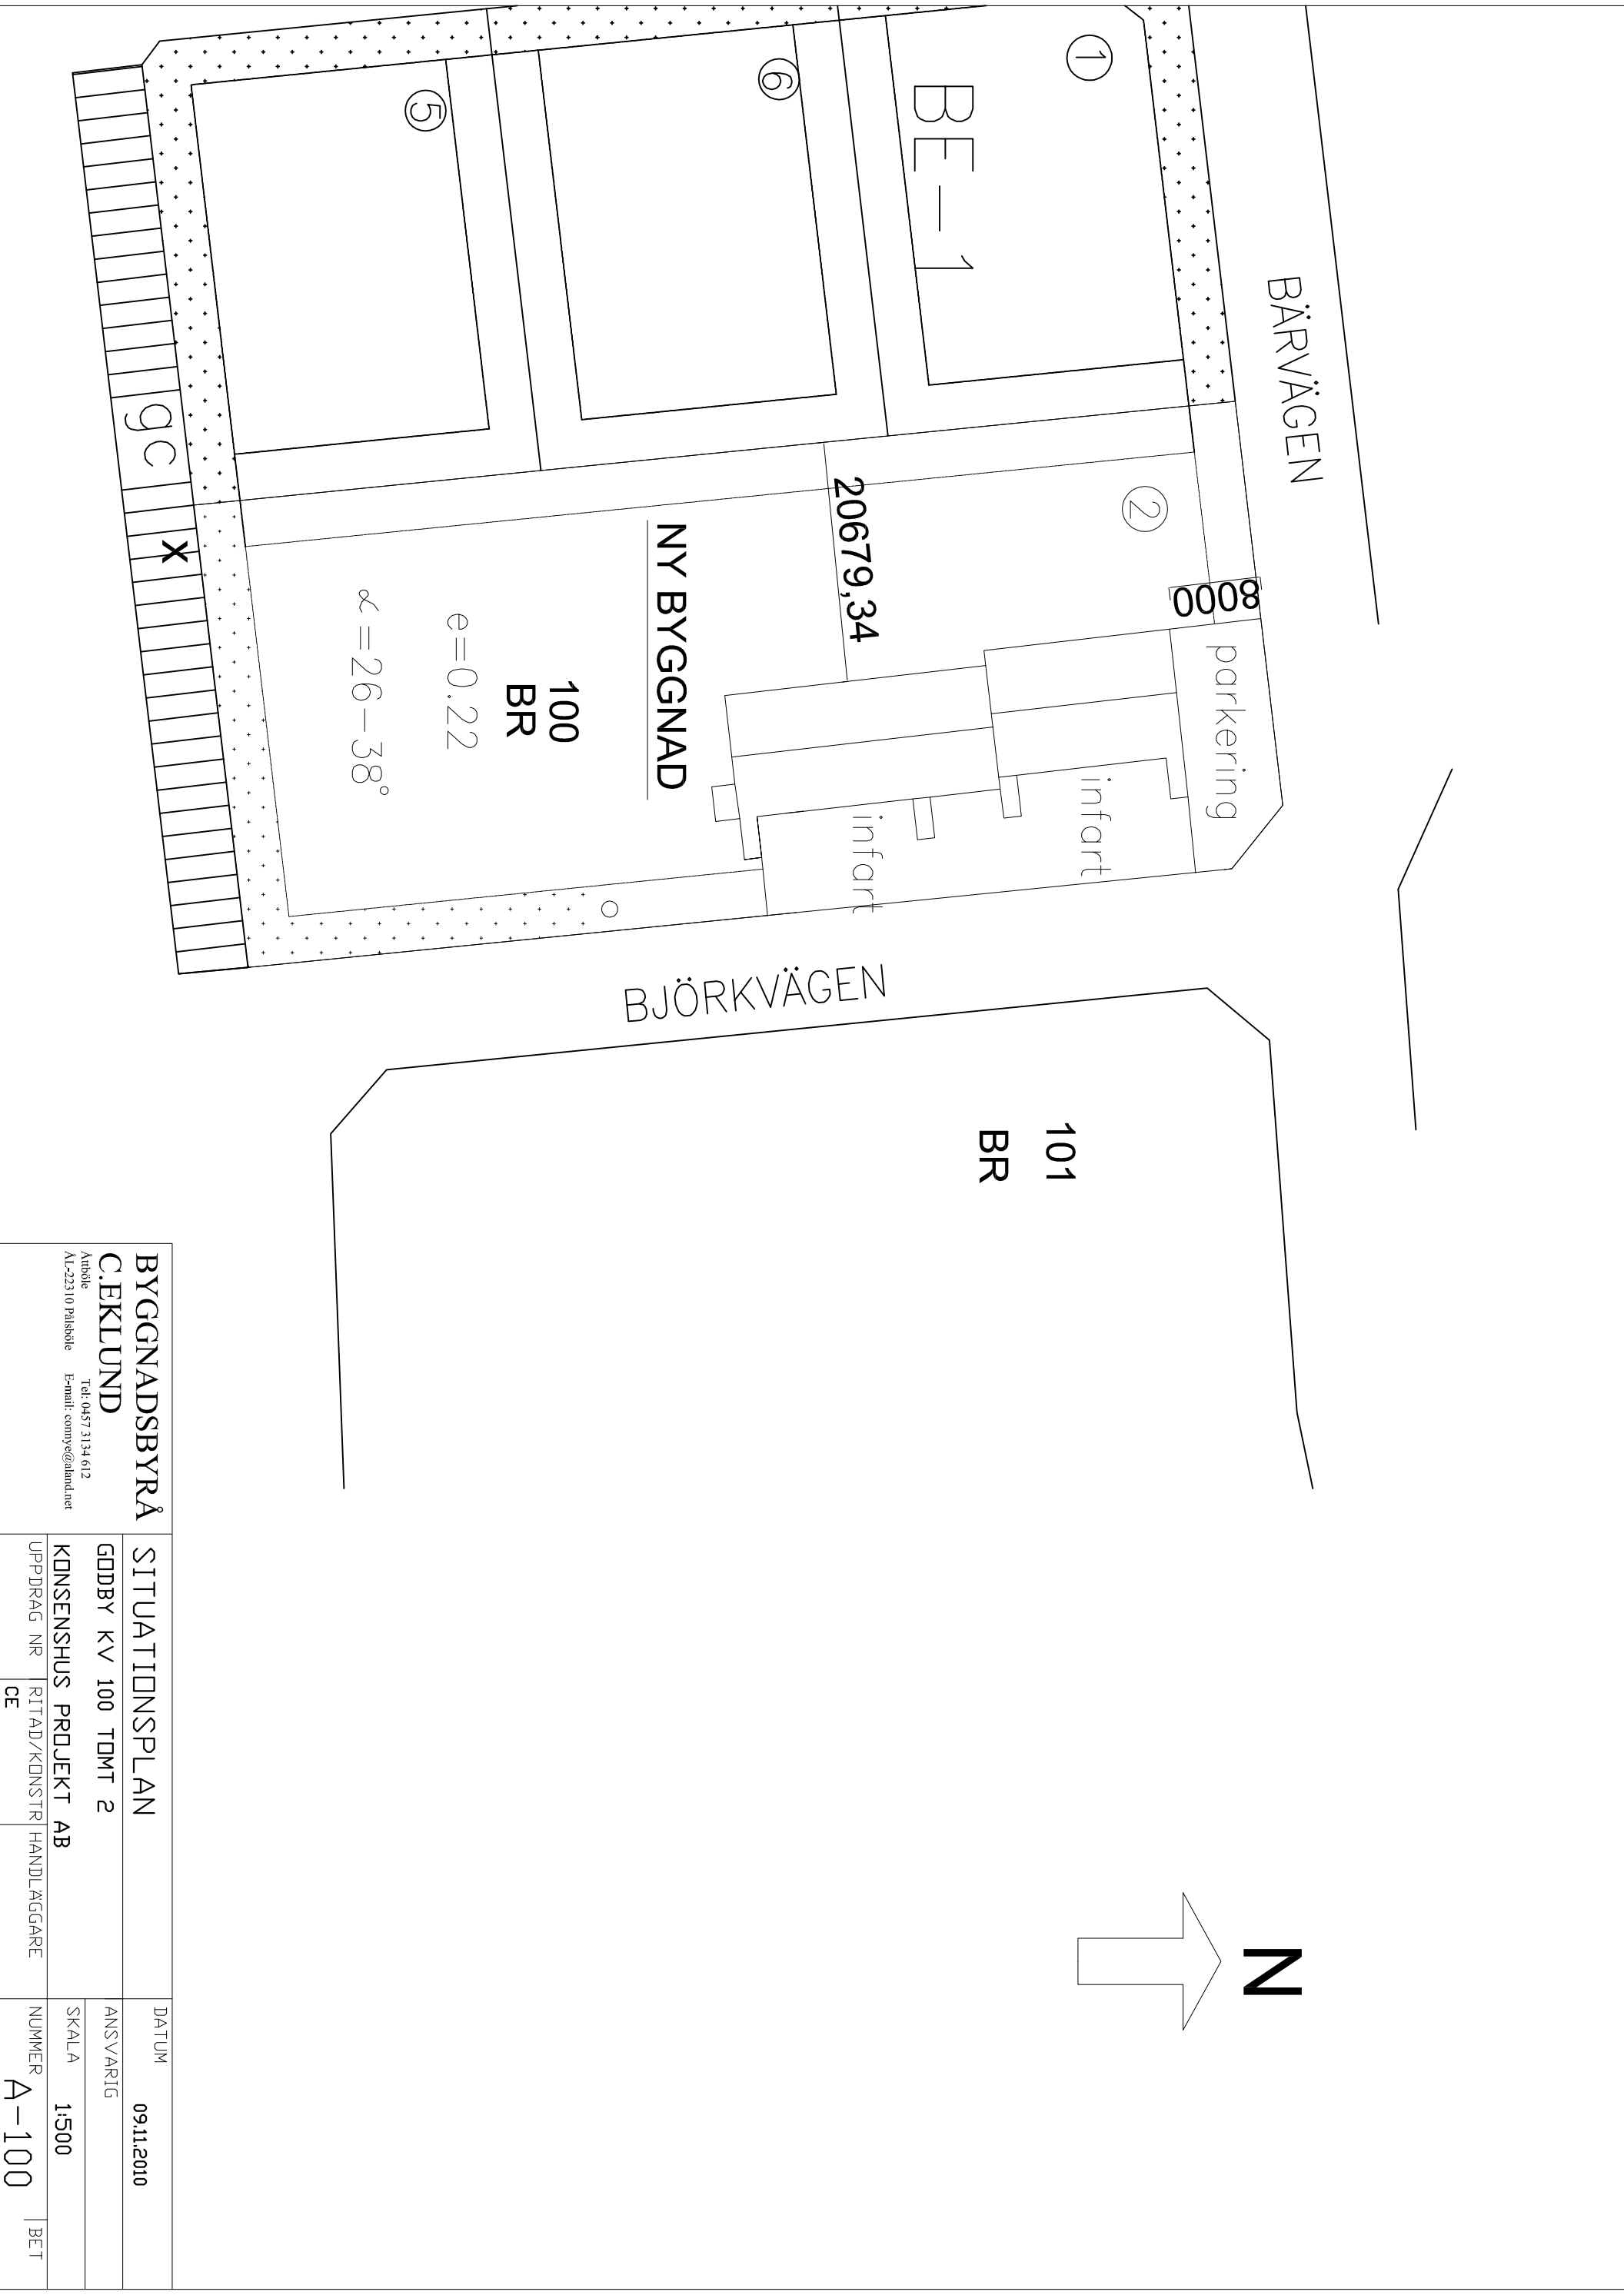 BÄRVÄGEN
1
BE-1
2
8000
parkering
6
20679,34
infart
infart
5
NY BYGGNAD
100
BR
e=0.22
∝=26-38°
gc
x
BJÖRKVÄGEN
101
BR
N
BYGGNADSBYRÅ
C.EKLUND
Åttböle Tel: 0457 3134 612
ÅL-22310 Pålsböle E-mail: connye@aland.net
SITUATIONSPLAN
GODBY KV 100 TOMT 2
KONSENSHUS PROJEKT AB
UPPDRAG NR RITAD/KONSTR HANDLÄGGARE
CE
DATUM 09.11.2010
ANSVARIG
SKALA 1:500
NUMMER A-100 BET